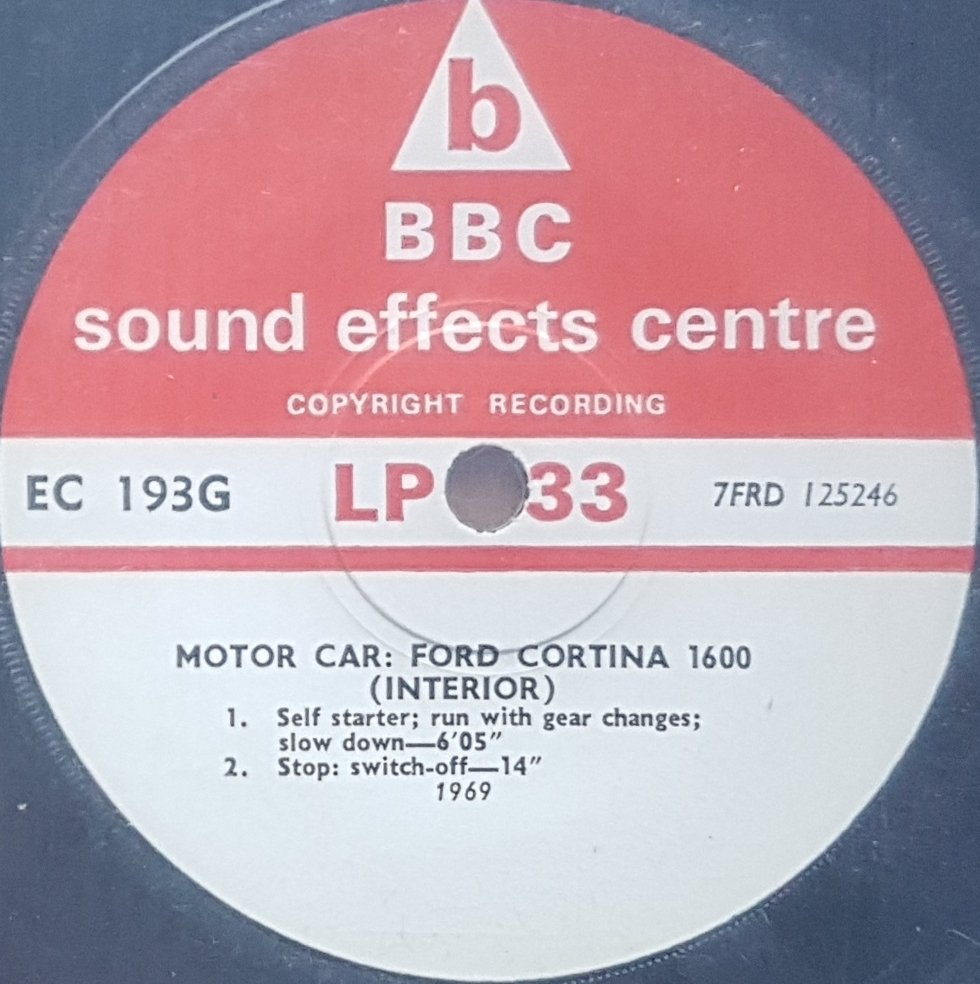 b
BBC
sound effects centre
COPYRIGHT RECORDING
EC 193G LP 33 7FRD 125246
MOTOR CAR: FORD CORTINA 1600
(INTERIOR)
1. Self starter; run with gear changes;
slow down—6′05″
2. Stop: switch-off—14″
1969